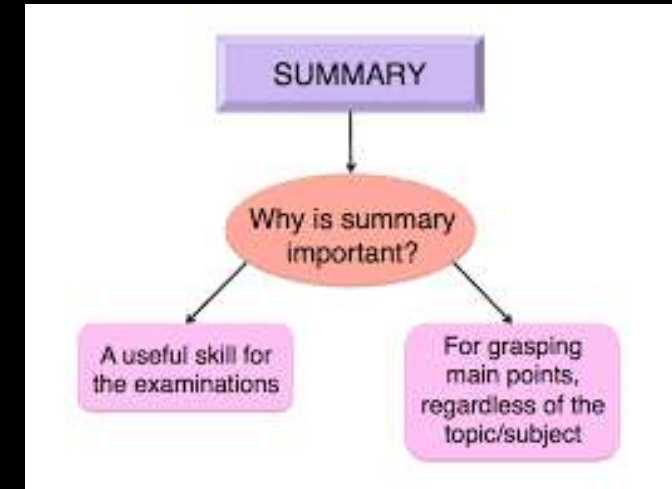 SUMMARY
Why is summary
important?
A useful skill for
the examinations
For grasping
main points,
regardless of the
topic/subject